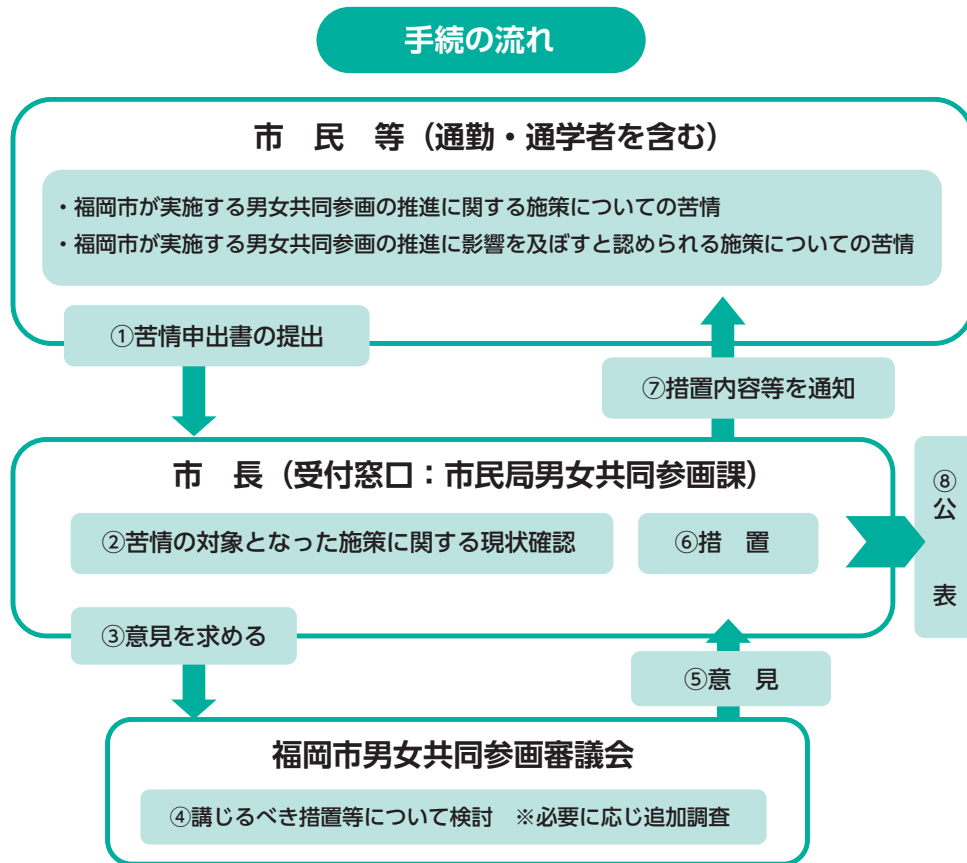 手続の流れ
市　民　等（通勤・通学者を含む）
・福岡市が実施する男女共同参画の推進に関する施策についての苦情
・福岡市が実施する男女共同参画の推進に影響を及ぼすと認められる施策についての苦情
①苦情申出書の提出
⑦措置内容等を通知
市　長（受付窓口：市民局男女共同参画課）
②苦情の対象となった施策に関する現状確認
⑥措　置
⑧公　表
③意見を求める
⑤意　見
福岡市男女共同参画審議会
④講じるべき措置等について検討　※必要に応じ追加調査